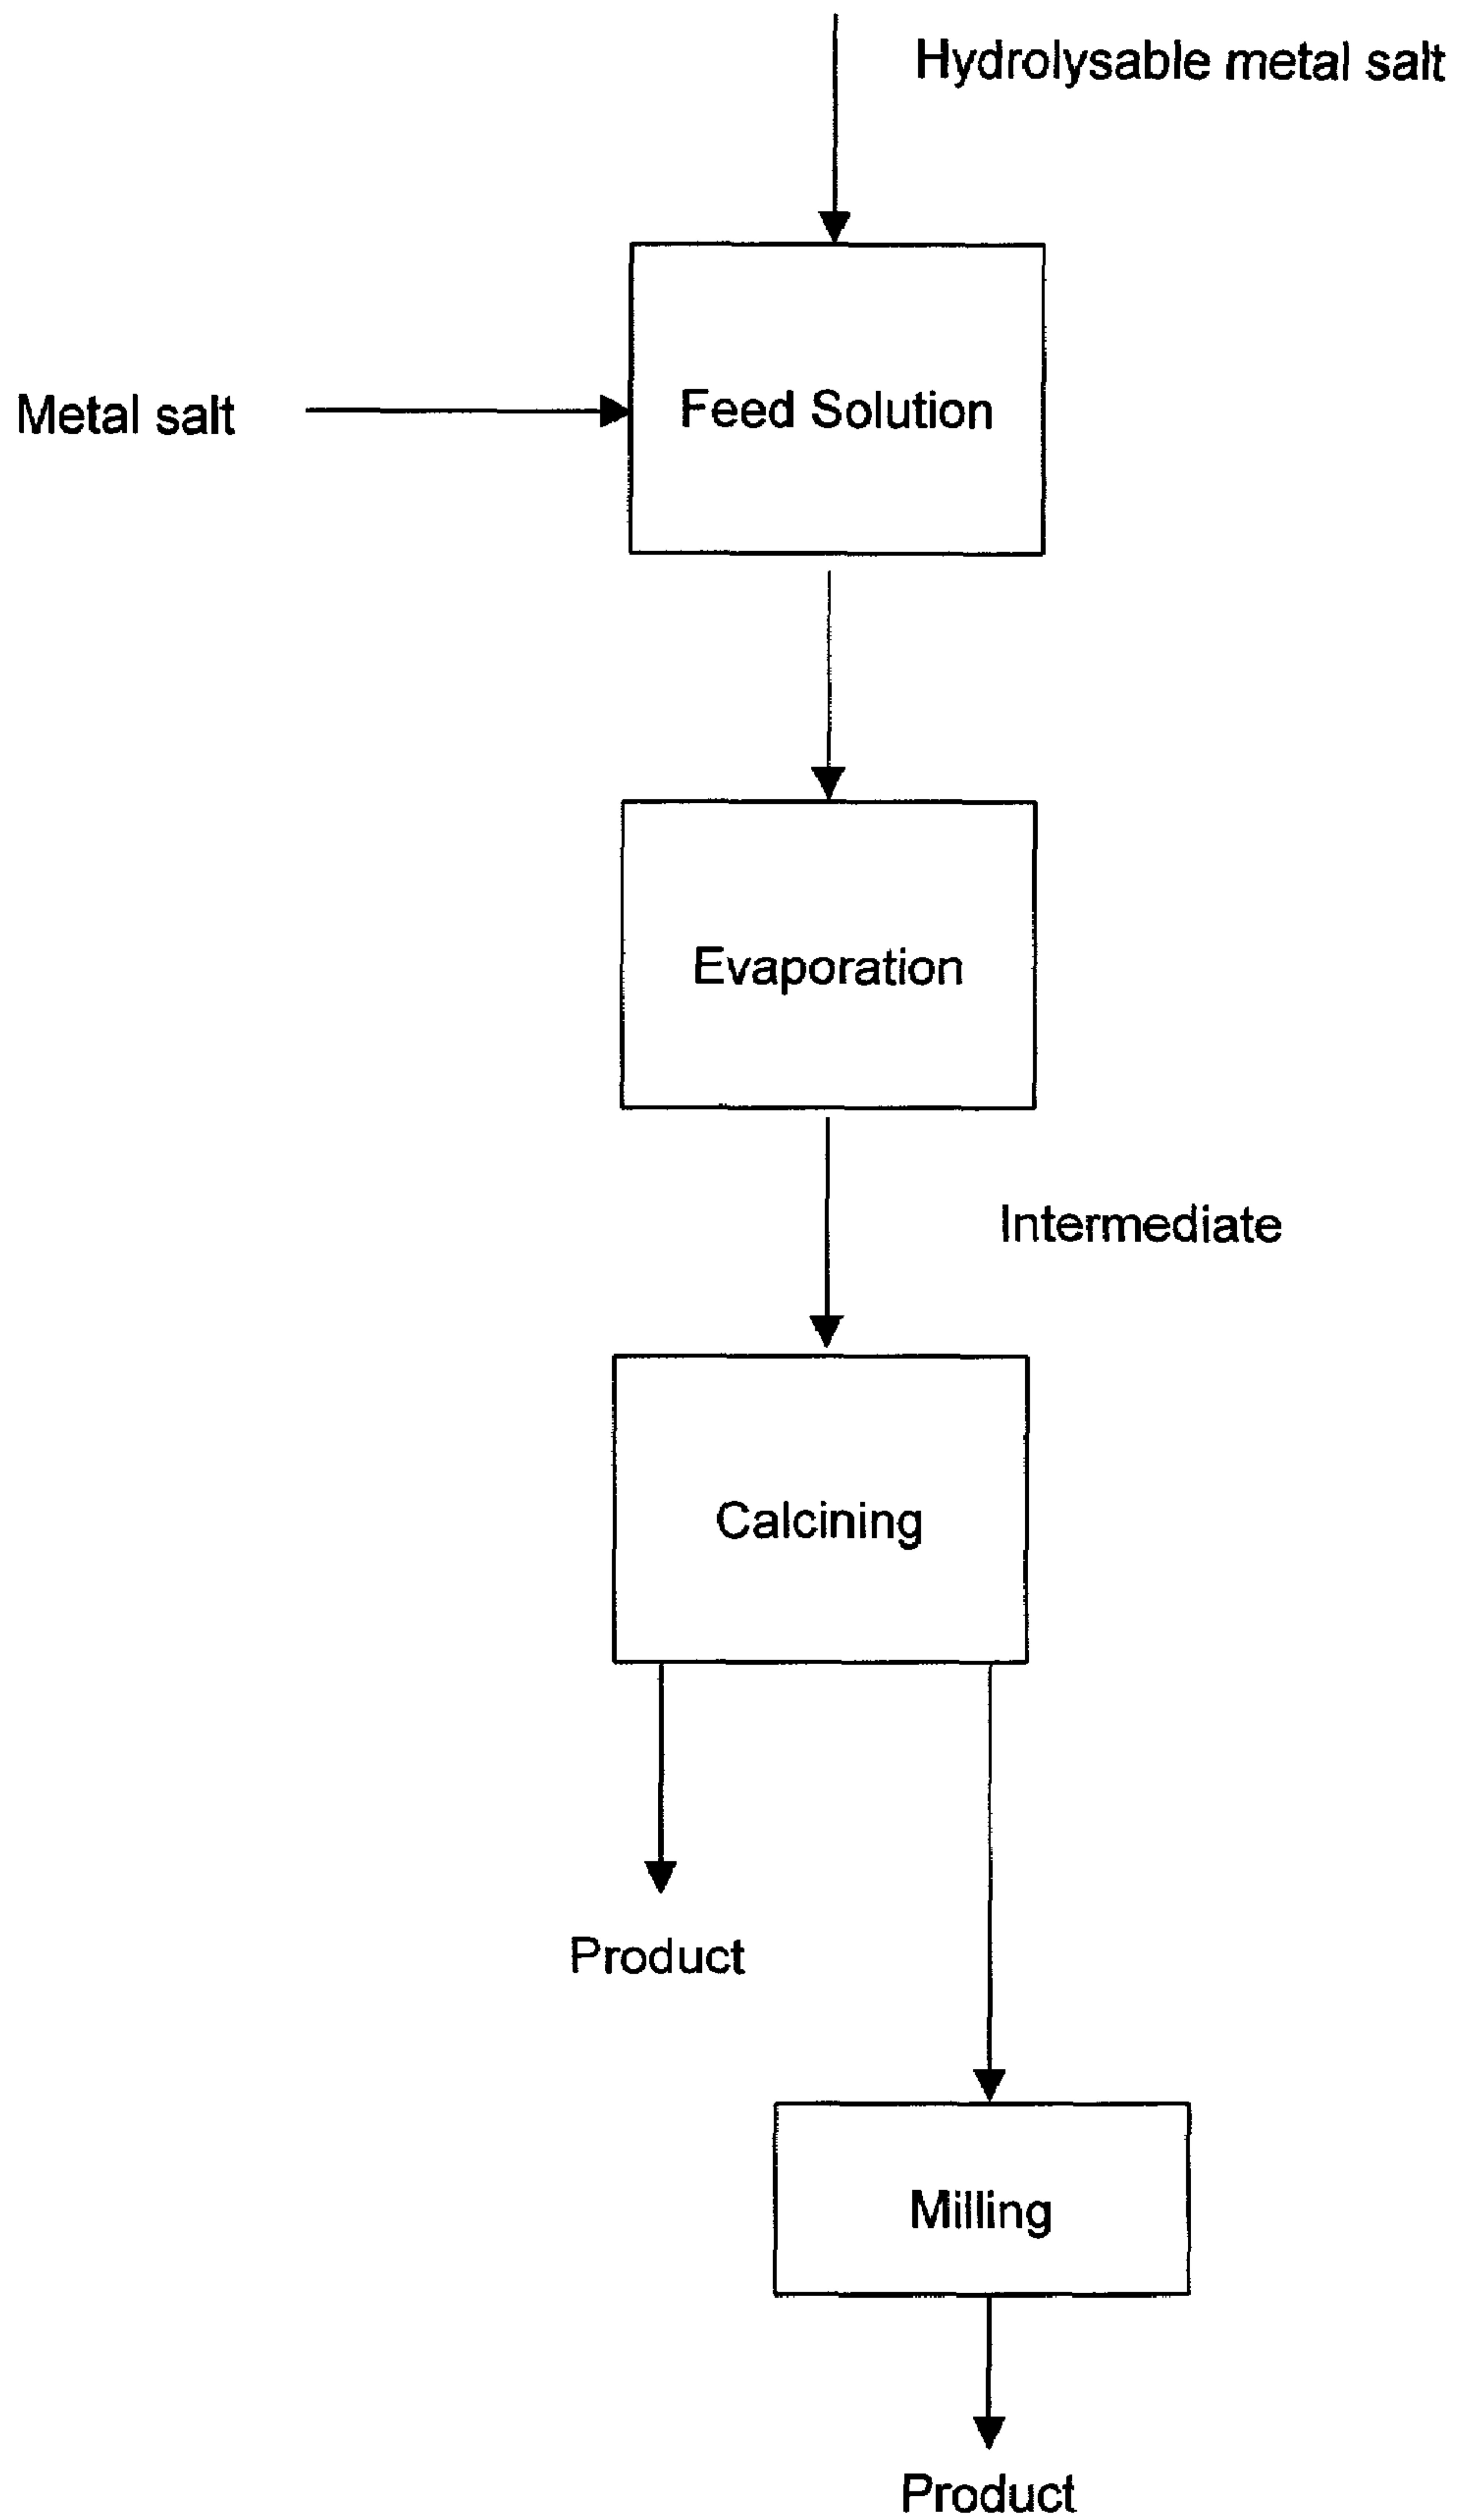 Hydrolysable metal salt
Metal salt
Feed Solution
Evaporation
Intermediate
Calcining
Product
Milling
Product